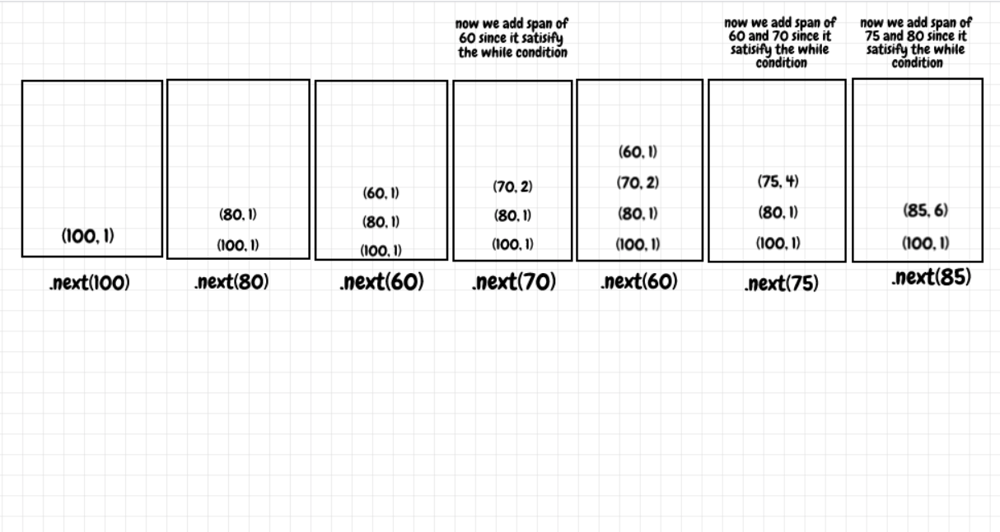 now we add span of
60 since it satisify
the while condition
now we add span of
60 and 70 since it
satisify the while
condition
now we add span of
75 and 80 since it
satisify the while
condition
(100, 1)
.next(100)
(80, 1)
(100, 1)
.next(80)
(60, 1)
(80, 1)
(100, 1)
.next(60)
(70, 2)
(80, 1)
(100, 1)
.next(70)
(60, 1)
(70, 2)
(80, 1)
(100, 1)
.next(60)
(75, 4)
(80, 1)
(100, 1)
.next(75)
(85, 6)
(100, 1)
.next(85)